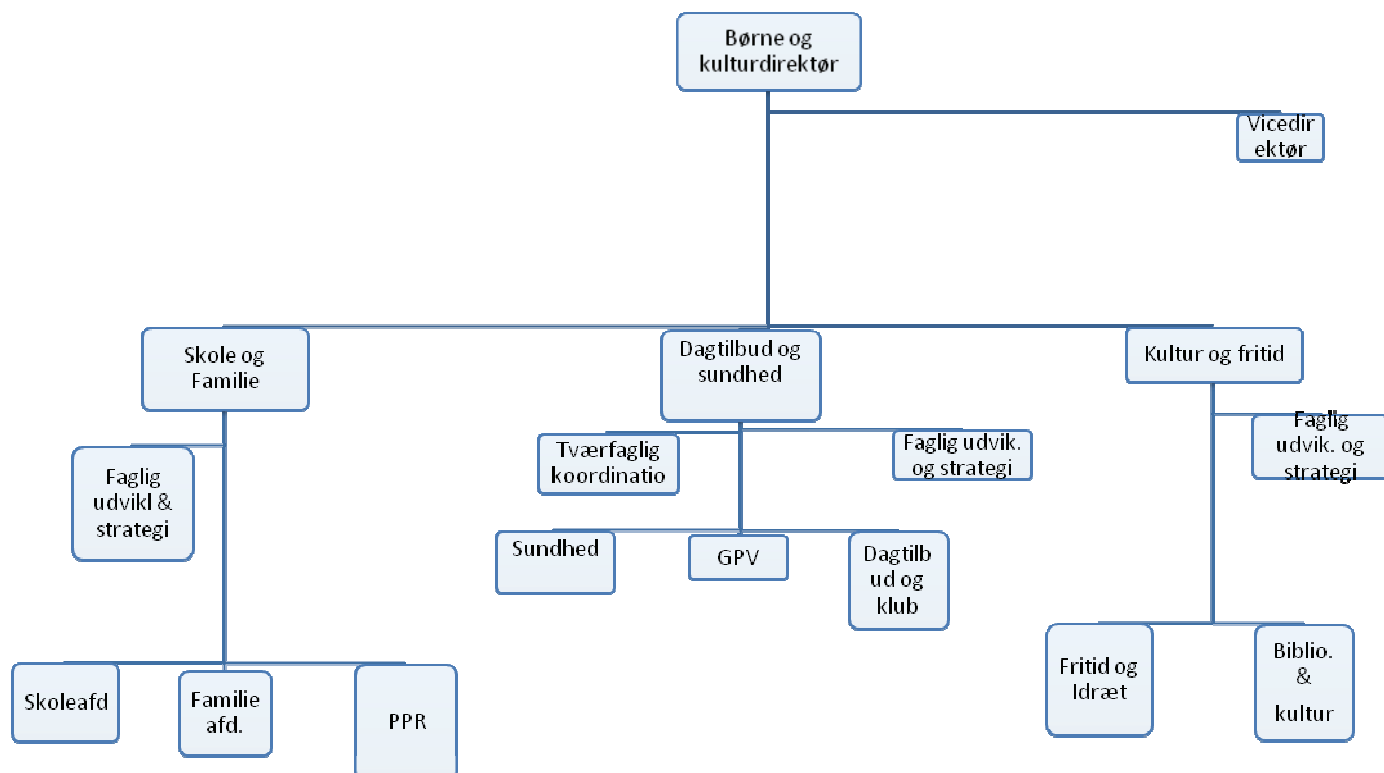 Børne og
kulturdirektør
Vicedir
ektør
Skole og
Familie
Dagtilbud og
sundhed
Kultur og fritid
Faglig
udvikl &
strategi
Tværfaglig
koordinatio
Faglig udvik.
og strategi
Faglig
udvik. og
strategi
Sundhed
GPV
Dagtilb
ud og
klub
Skoleafd
Familie
afd.
PPR
Fritid og
Idræt
Biblio.
&
kultur